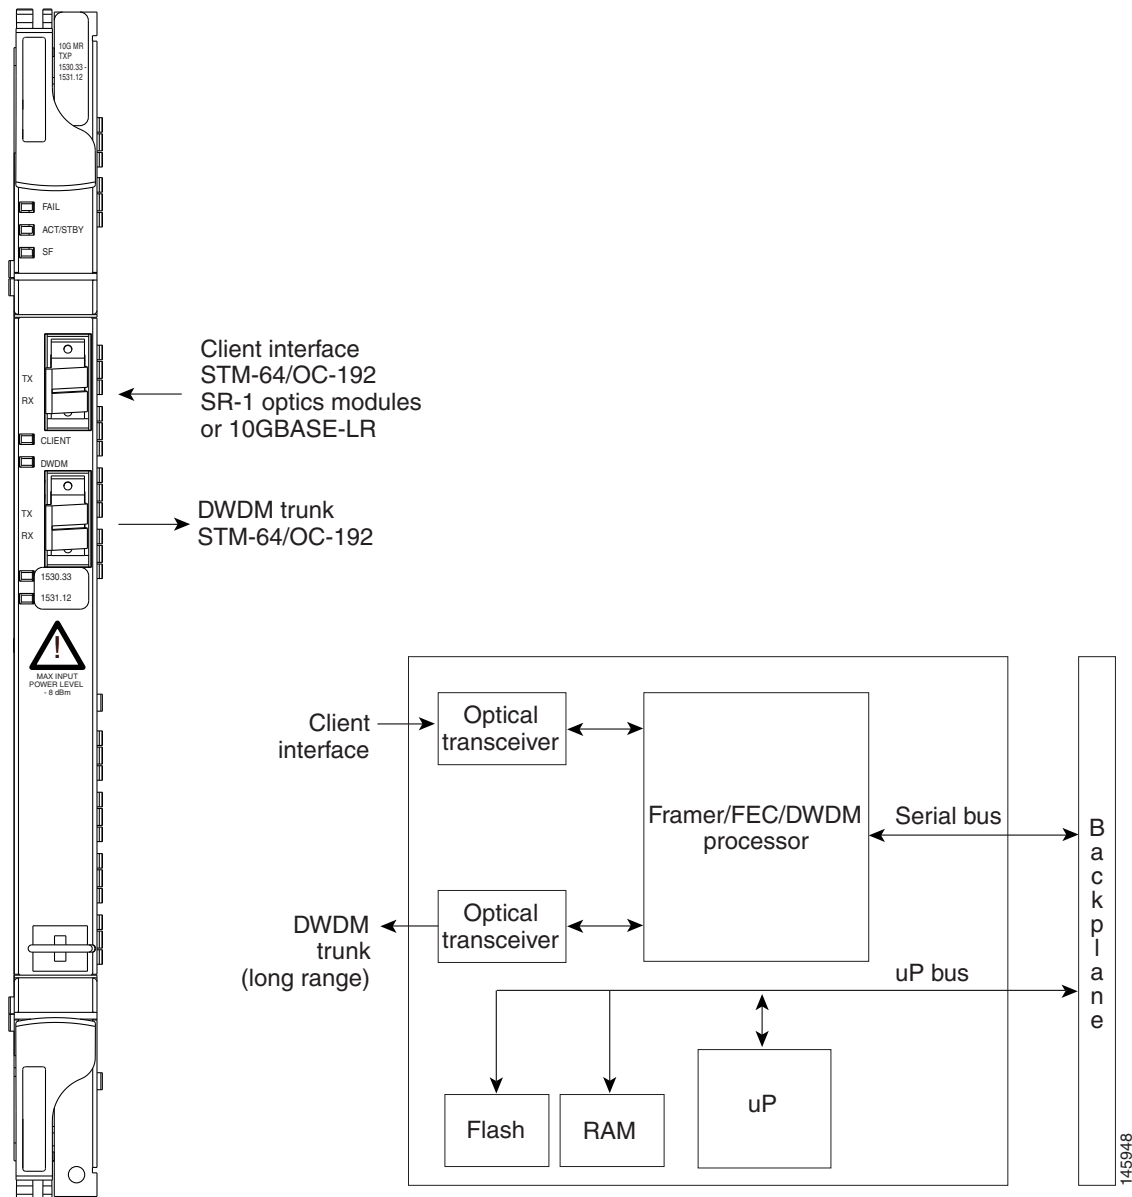 10G MR
TXP
1530.33 -
1531.12
FAIL
ACT/STBY
SF
TX
RX
CLIENT
DWDM
TX
RX
1530.33
1531.12
!
MAX INPUT
POWER LEVEL
- 8 dBm
Client interface
STM-64/OC-192
SR-1 optics modules
or 10GBASE-LR
DWDM trunk
STM-64/OC-192
Client
interface
Optical
transceiver
Framer/FEC/DWDM
processor
Serial bus
DWDM
trunk
(long range)
Optical
transceiver
uP bus
Flash
RAM
uP
Backplane
145948